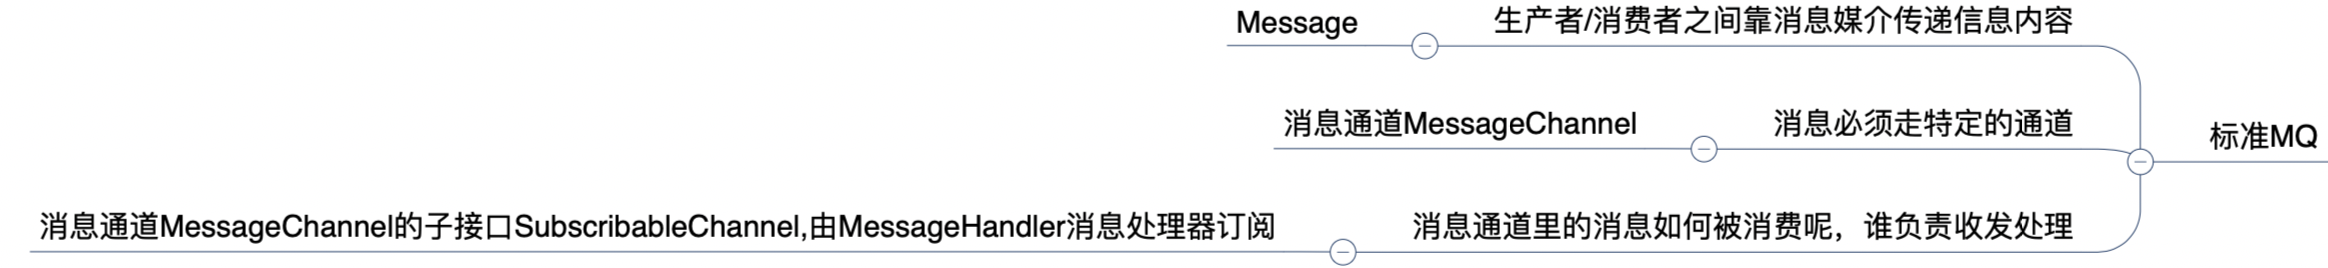 Message
生产者/消费者之间靠消息媒介传递信息内容
消息通道MessageChannel
消息必须走特定的通道
标准MQ
消息通道MessageChannel的子接口SubscribableChannel,由MessageHandler消息处理器订阅
消息通道里的消息如何被消费呢，谁负责收发处理